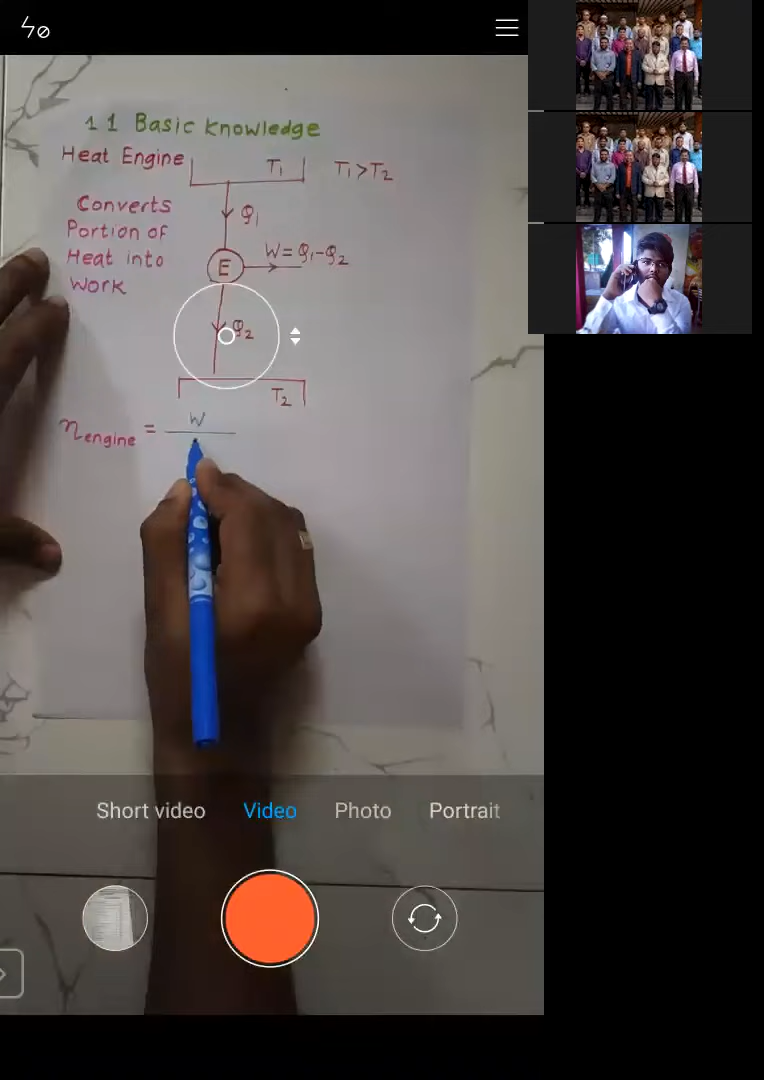 1 1 Basic Knowledge
Heat Engine
T1
T1>T2
Converts
Portion of
Heat into
Work
Q1
E
W= Q1-Q2
Q2
T2
ηengine = W
Short video
Video
Photo
Portrait